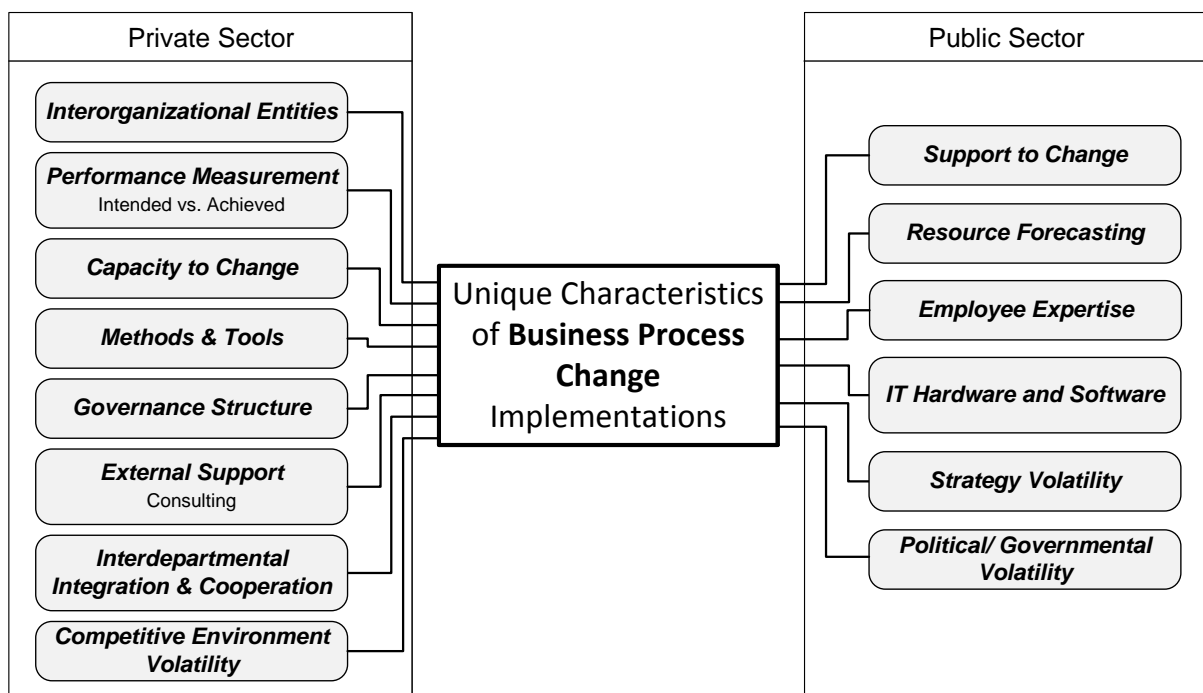 Private Sector
Interorganizational Entities
Performance Measurement
Intended vs. Achieved
Capacity to Change
Methods & Tools
Governance Structure
External Support
Consulting
Interdepartmental
Integration & Cooperation
Competitive Environment
Volatility
Unique Characteristics
of Business Process
Change
Implementations
Public Sector
Support to Change
Resource Forecasting
Employee Expertise
IT Hardware and Software
Strategy Volatility
Political/ Governmental
Volatility